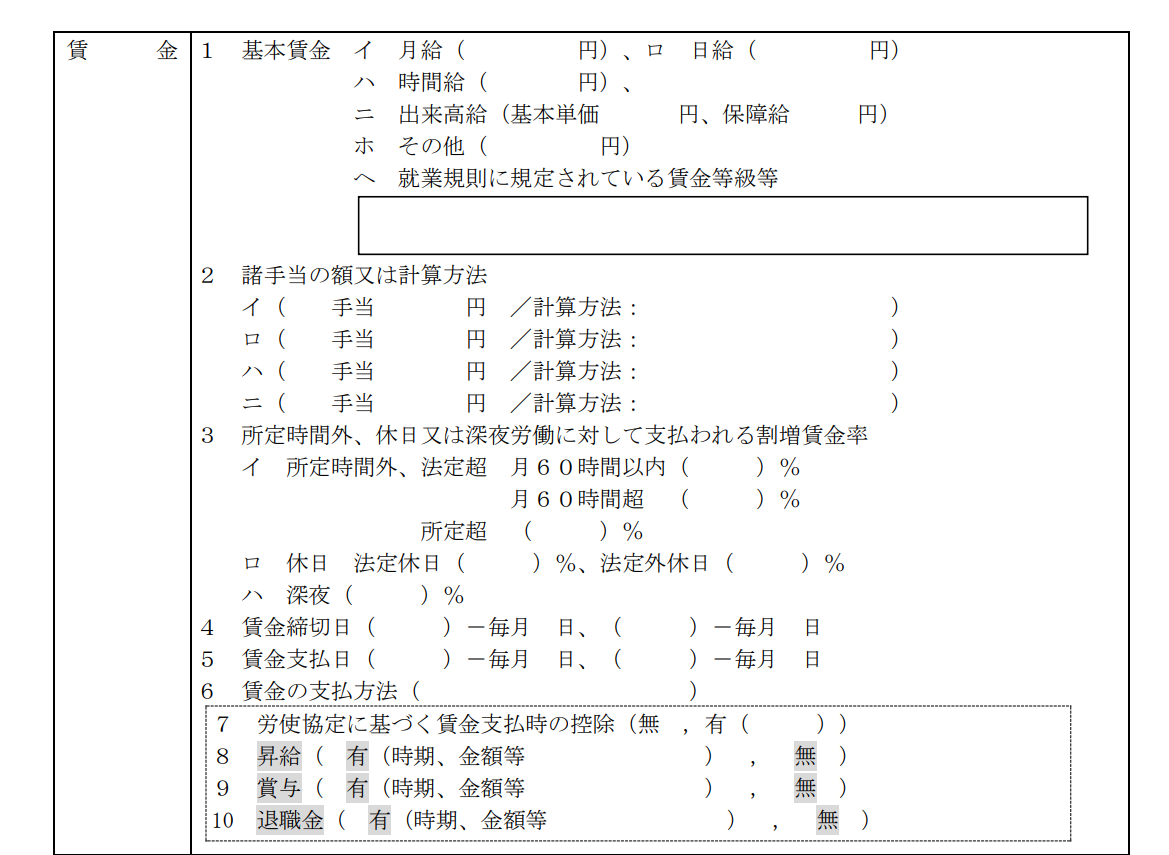 賃　　　金
１　基本賃金　イ　月給（　　　　　円）、ロ　日給（　　　　　円）
ハ　時間給（　　　　円）、
ニ　出来高給（基本単価　　　　円、保障給　　　円）
ホ　その他（　　　　　円）
ヘ　就業規則に規定されている賃金等級等
２　諸手当の額又は計算方法
イ（　　手当　　　　円　／計算方法：　　　　　　　　　　　）
ロ（　　手当　　　　円　／計算方法：　　　　　　　　　　　）
ハ（　　手当　　　　円　／計算方法：　　　　　　　　　　　）
ニ（　　手当　　　　円　／計算方法：　　　　　　　　　　　）
３　所定時間外、休日又は深夜労働に対して支払われる割増賃金率
イ　所定時間外、法定超　月６０時間以内（　　　）％
月６０時間超　（　　　）％
所定超　（　　　）％
ロ　休日　法定休日（　　　）％、法定外休日（　　　）％
ハ　深夜（　　　）％
４　賃金締切日（　　　）－毎月　日、（　　　）－毎月　日
５　賃金支払日（　　　）－毎月　日、（　　　）－毎月　日
６　賃金の支払方法（　　　　　　　　　　　　）
７　労使協定に基づく賃金支払時の控除（無　，有（　　　））
８　昇給（　有（時期、金額等　　　　　　　　）　，　無　）
９　賞与（　有（時期、金額等　　　　　　　　）　，　無　）
10　退職金（　有（時期、金額等　　　　　　　　）　，　無　）